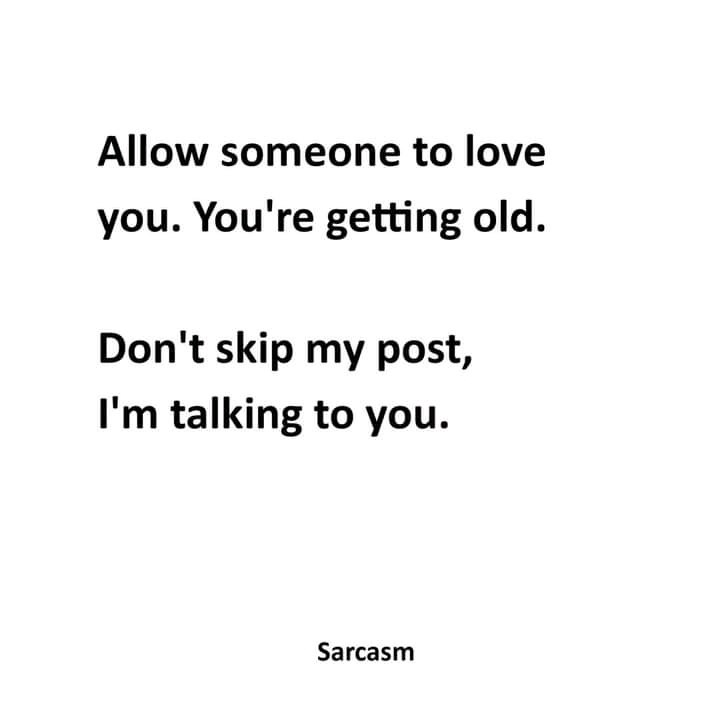 Allow someone to love
you. You're getting old.
Don't skip my post,
I'm talking to you.
Sarcasm